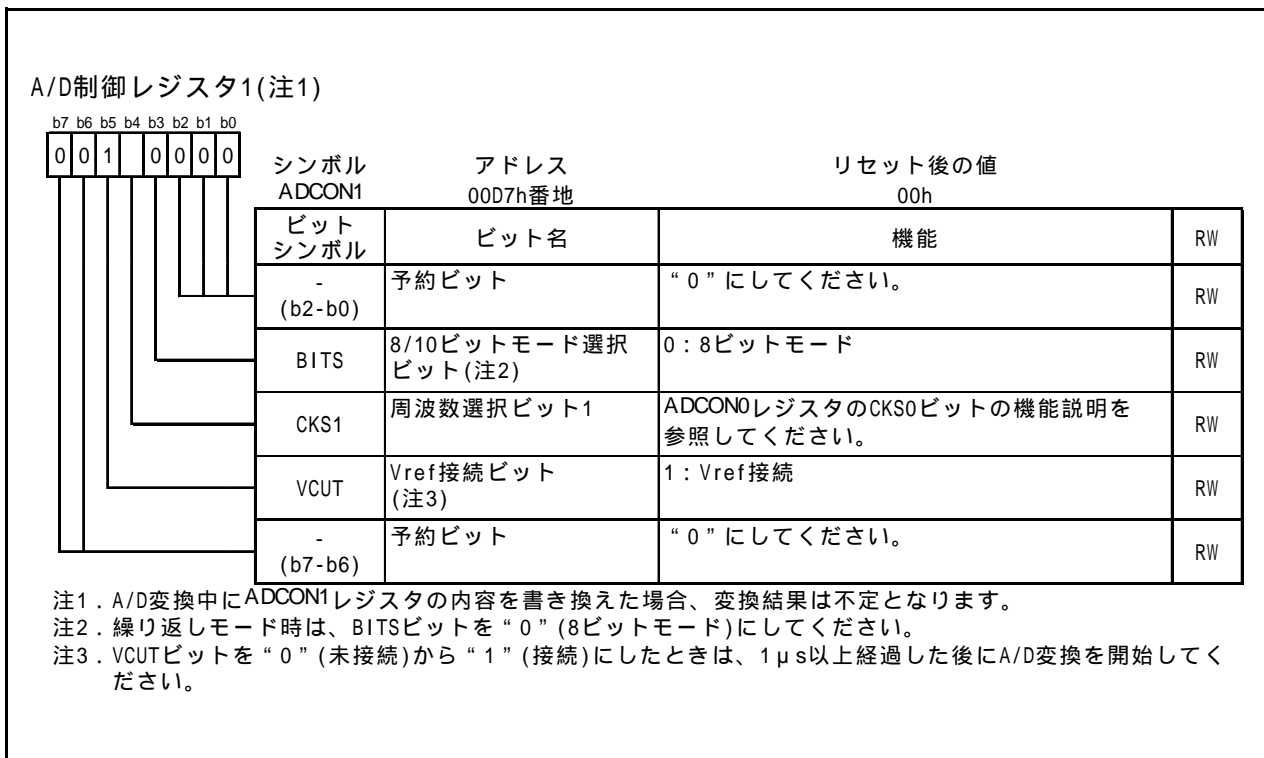 A/D制御レジスタ1(注1)
b7 b6 b5 b4 b3 b2 b1 b0
0 0 1 0 0 0 0
シンボル アドレス リセット後の値
ADCON1 00D7h番地 00h
ビット
シンボル ビット名 機能 RW
-
(b2-b0) 予約ビット “0”にしてください。 RW
BITS 8/10ビットモード選択
ビット(注2) 0:8ビットモード RW
CKS1 周波数選択ビット1 ADCON0レジスタのCKS0ビットの機能説明を
参照してください。 RW
VCUT Vref接続ビット
(注3) 1:Vref接続 RW
-
(b7-b6) 予約ビット “0”にしてください。 RW
注1.A/D変換中にADCON1レジスタの内容を書き換えた場合、変換結果は不定となります。
注2.繰り返しモード時は、BITSビットを“0”(8ビットモード)にしてください。
注3.VCUTビットを“0”(未接続)から“1”(接続)にしたときは、1μs以上経過した後にA/D変換を開始してく
ださい。